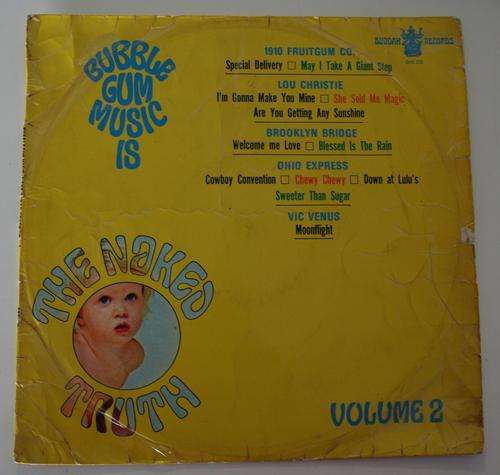 BUBBLE
GUM
MUSIC
IS
BUDDAH RECORDS
1910 FRUITGUM CO.
Special Delivery □ May I Take A Giant Step
LOU CHRISTIE
I'm Gonna Make You Mine □ She Sold Me Magic
Are You Getting Any Sunshine
BROOKLYN BRIDGE
Welcome me Love □ Blessed Is The Rain
OHIO EXPRESS
Cowboy Convention □ Chewy Chewy □ Down at Lulu's
Sweeter Than Sugar
VIC VENUS
Moonflight
THE NAKED
TRUTH
VOLUME 2